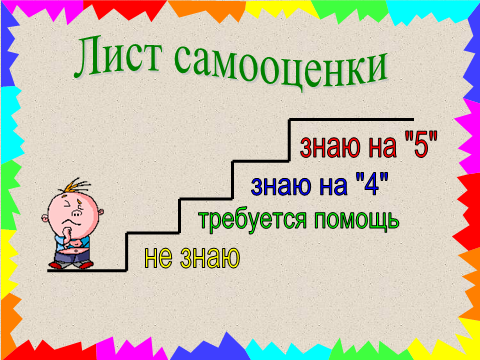 Лист самооценки
знаю на "5"
знаю на "4"
требуется помощь
не знаю